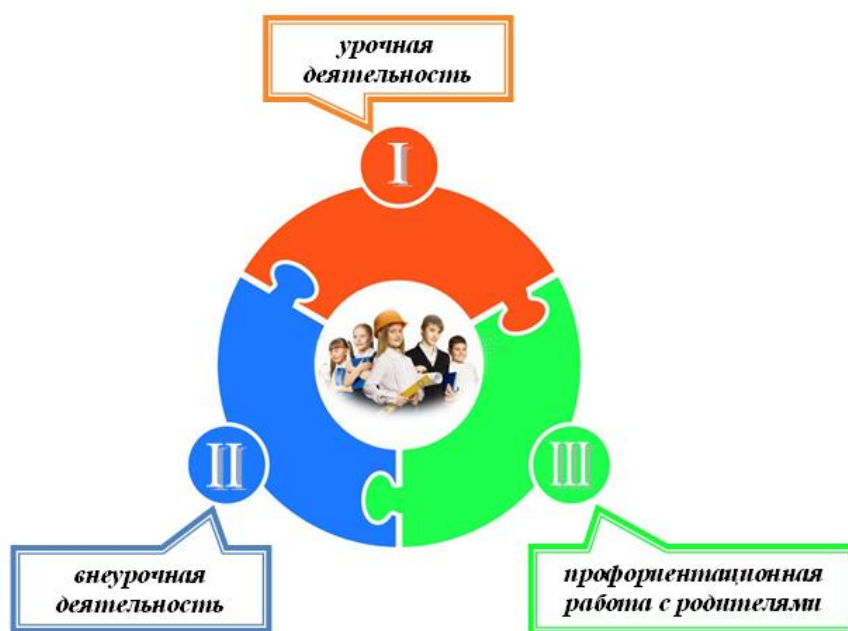 урочная
деятельность
I
II
III
внеурочная
деятельность
профориентационная
работа с родителями